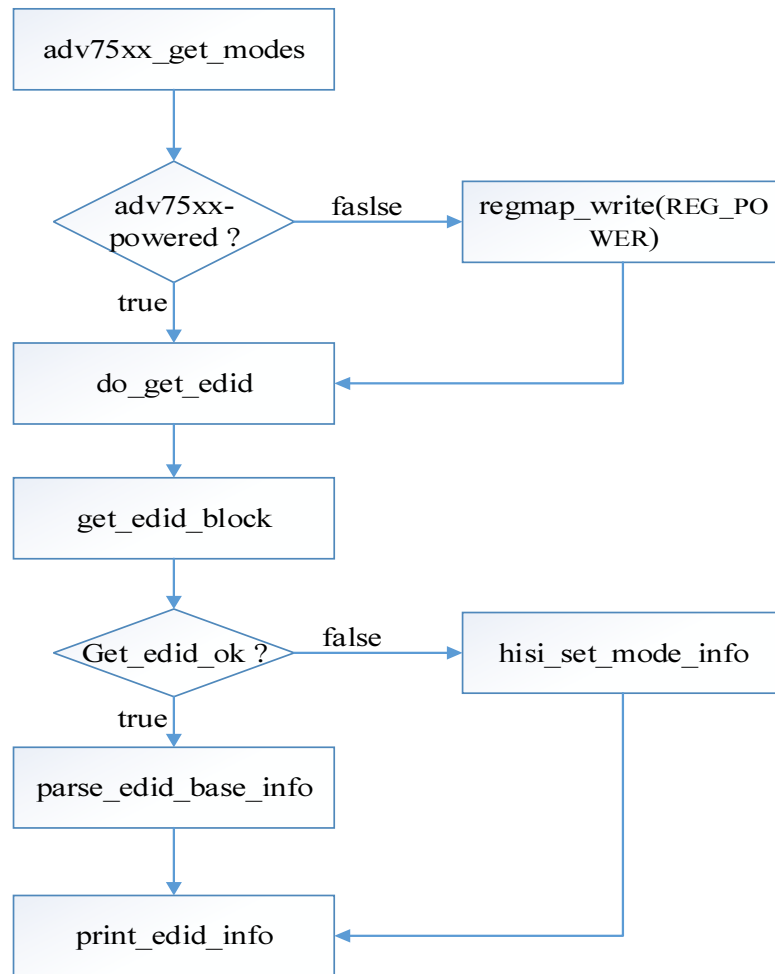 adv75xx_get_modes
adv75xx-
powered ?
faslse
regmap_write(REG_PO
WER)
true
do_get_edid
get_edid_block
Get_edid_ok ?
false
hisi_set_mode_info
true
parse_edid_base_info
print_edid_info